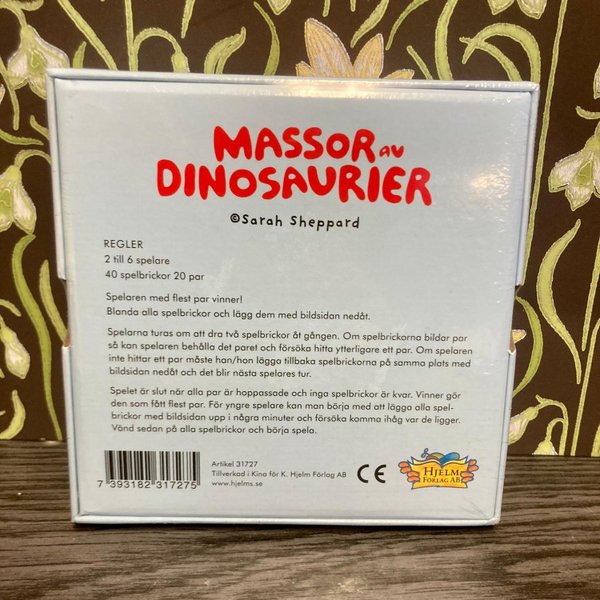 MASSOR av
DINOSAURIER
©Sarah Sheppard
REGLER
2 till 6 spelare
40 spelbrickor 20 par
Spelaren med flest par vinner!
Blanda alla spelbrickor och lägg dem med bildsidan nedåt.
Spelarna turas om att dra två spelbrickor åt gången. Om spelbrickorna bildar par
så kan spelaren behålla det paret och försöka hitta ytterligare ett par. Om spelaren
inte hittar ett par måste han/hon lägga tillbaka spelbrickorna på samma plats med
bildsidan nedåt och det blir nästa spelares tur.
Spelet är slut när alla par är hoppassade och inga spelbrickor är kvar. Vinner gör
den som fått flest par. För yngre spelare kan man börja med att lägga alla spel-
brickor med bildsidan upp i några minuter och försöka komma ihåg var de ligger.
Vänd sedan på alla spelbrickor och börja spela.
7 393182 317275
Artikel 31727
Tillverkad i Kina för K. Hjelm Förlag AB
www.hjelms.se
CE
HJELM
FÖRLAG AB